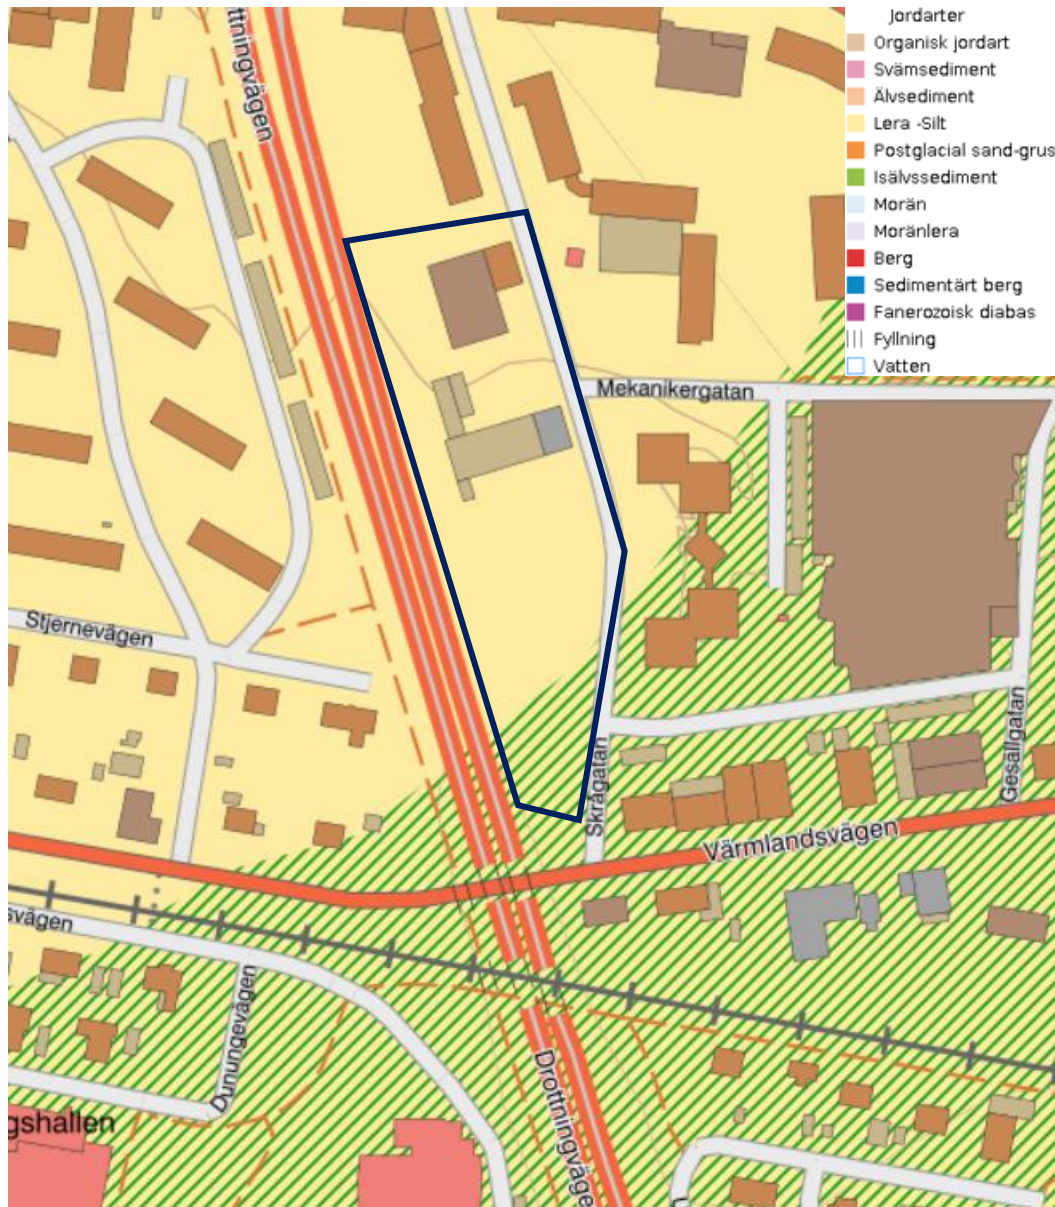 Jordarter
Organisk jordart
Svämsediment
Älvsediment
Lera -Silt
Postglacial sand-grus
Isälvssediment
Morän
Moränlera
Berg
Sedimentärt berg
Fanerozoisk diabas
Fyllning
Vatten
ttningvägen
Mekanikergatan
Stjernevägen
Skrågatan
Gesällgatan
Värmlandsvägen
svägen
Dunungevägen
gshallen
Drottningväge